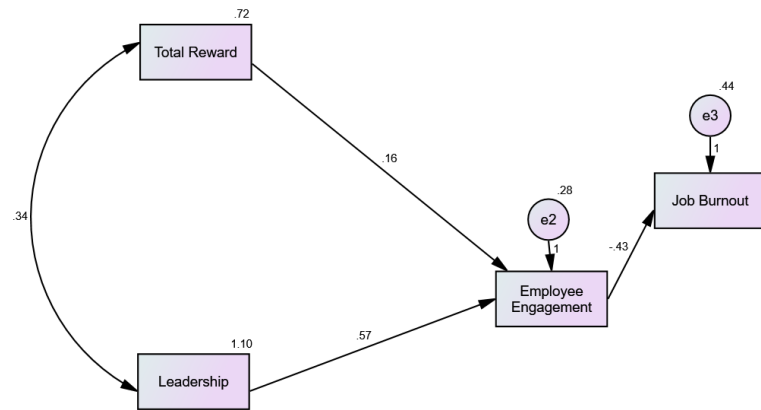 .72
Total Reward
.44
e3
1
.16
Job Burnout
.28
e2
.34
1
-.43
Employee
Engagement
.57
1.10
Leadership